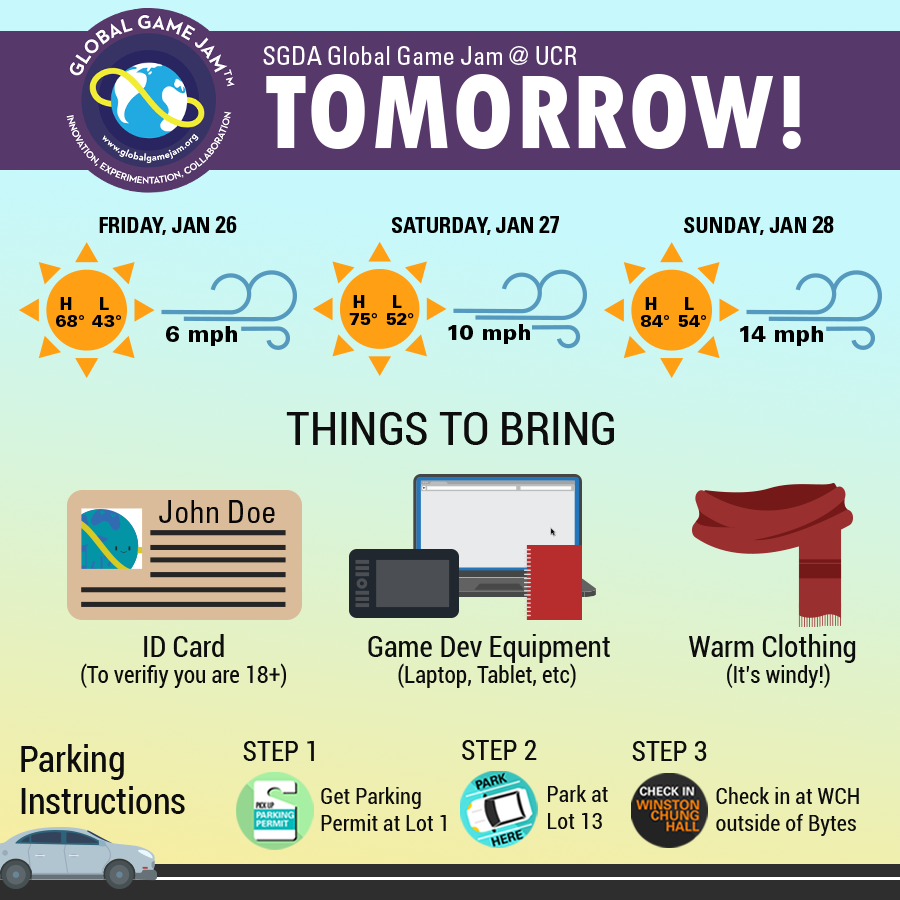 GLOBAL GAME JAM™
www.globalgamejam.org
INNOVATION, EXPERIMENTATION, COLLABORATION
SGDA Global Game Jam @ UCR
TOMORROW!
FRIDAY, JAN 26
H L
68° 43°
6 mph
SATURDAY, JAN 27
H L
75° 52°
10 mph
SUNDAY, JAN 28
H L
84° 54°
14 mph
THINGS TO BRING
John Doe
ID Card
(To verifiy you are 18+)
Game Dev Equipment
(Laptop, Tablet, etc)
Warm Clothing
(It's windy!)
Parking
Instructions
STEP 1
PICK UP
PARKING
PERMIT
Get Parking
Permit at Lot 1
STEP 2
PARK
HERE
Park at
Lot 13
STEP 3
CHECK IN
WINSTON
CHUNG
HALL
Check in at WCH
outside of Bytes